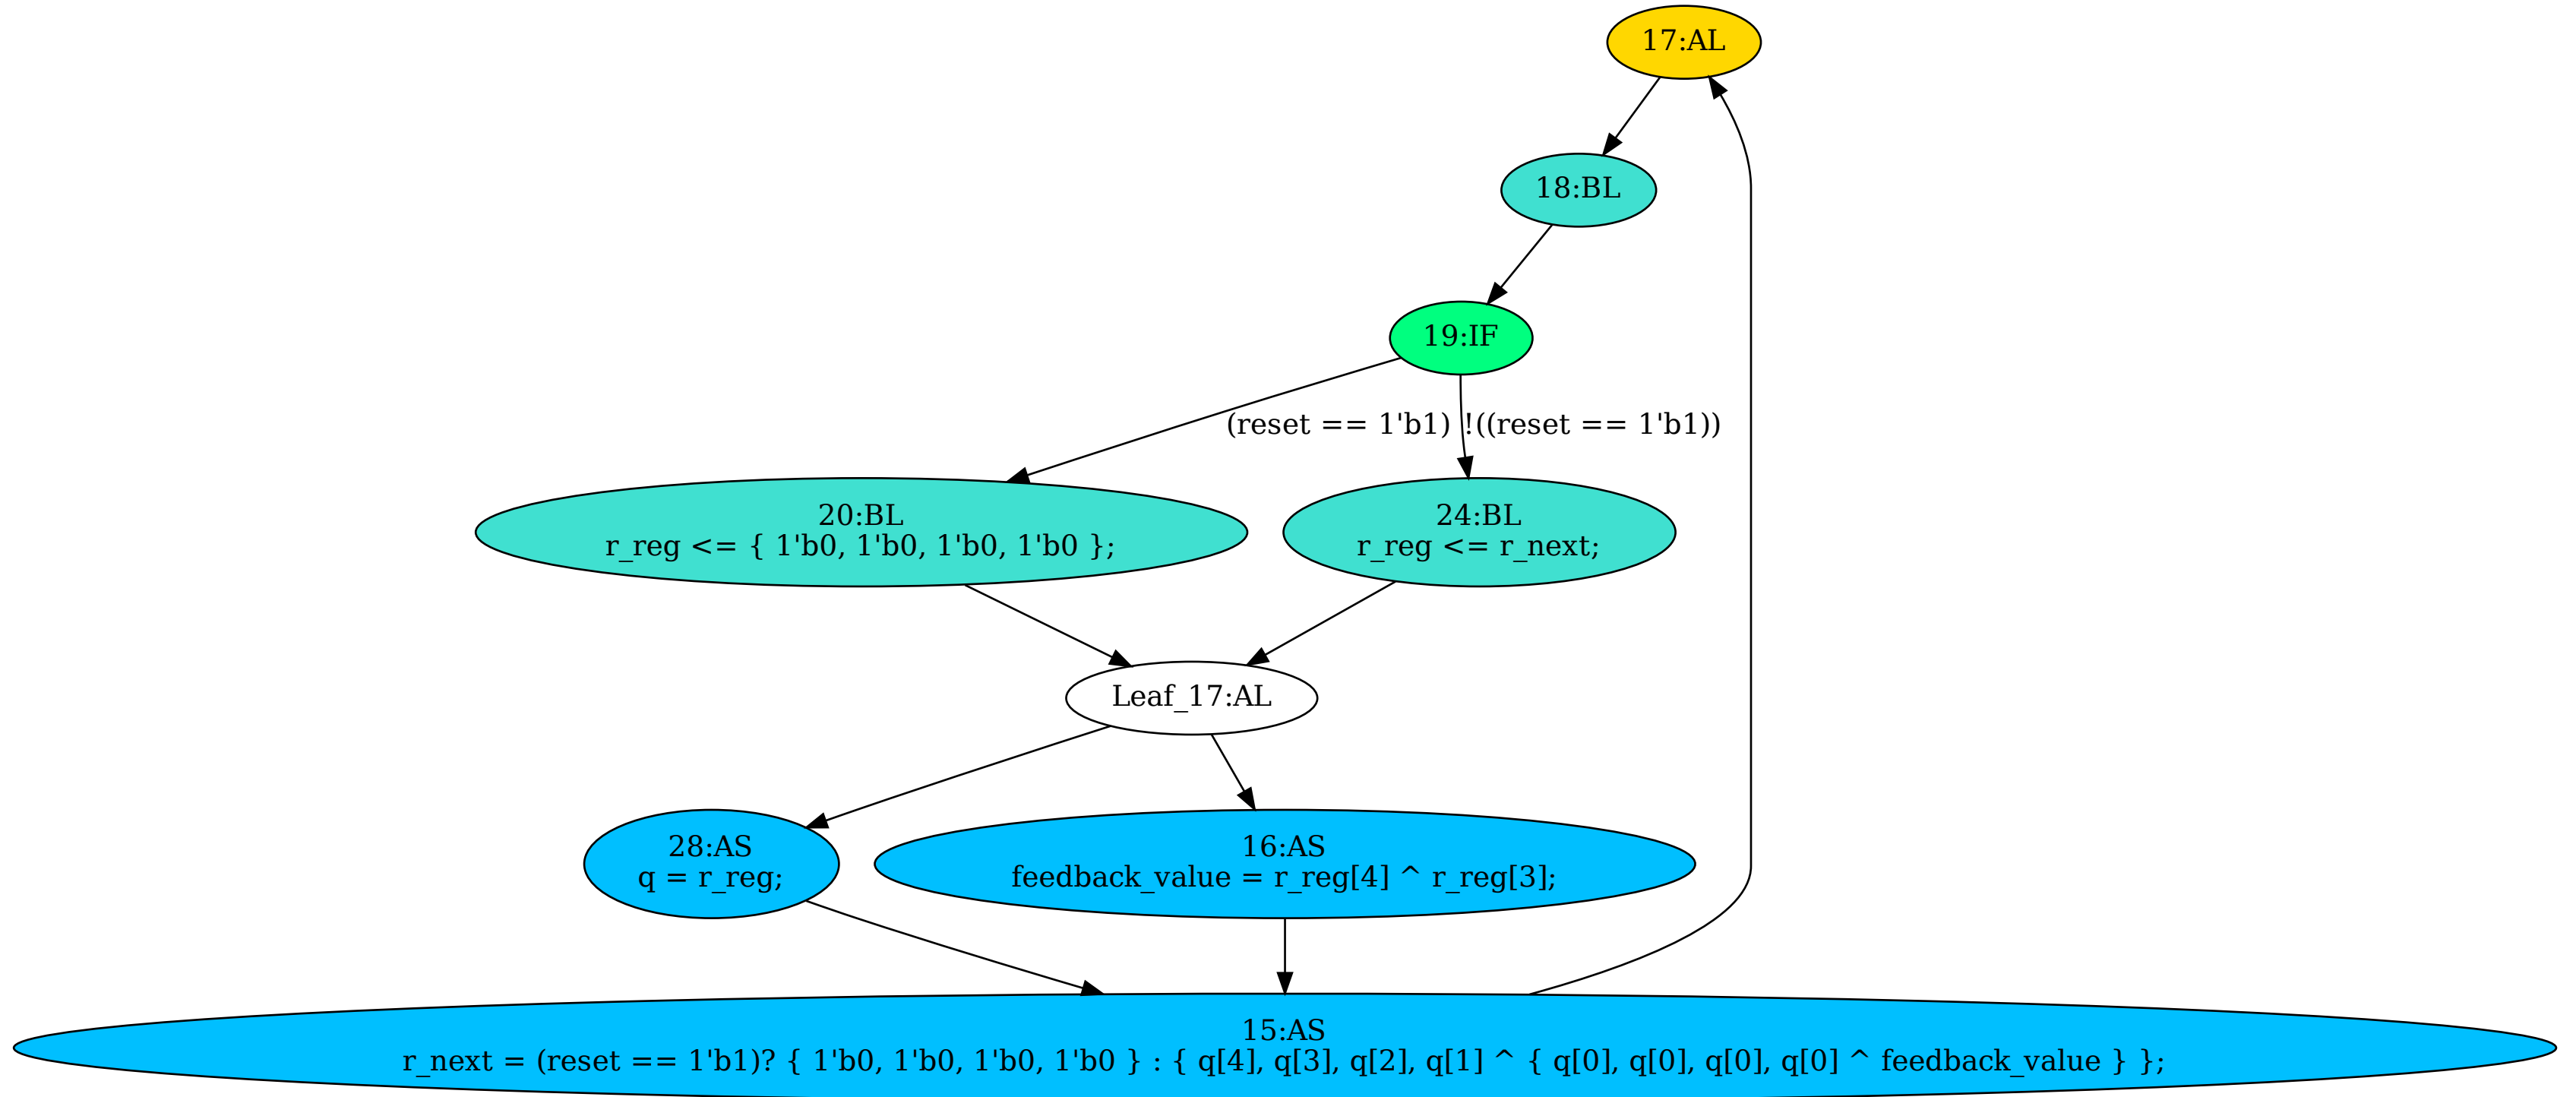 17:AL
18:BL
19:IF
(reset == 1'b1)
!((reset == 1'b1))
20:BL
r_reg <= { 1'b0, 1'b0, 1'b0, 1'b0 };
24:BL
r_reg <= r_next;
Leaf_17:AL
28:AS
q = r_reg;
16:AS
feedback_value = r_reg[4] ^ r_reg[3];
15:AS
r_next = (reset == 1'b1)? { 1'b0, 1'b0, 1'b0, 1'b0 } : { q[4], q[3], q[2], q[1] ^ { q[0], q[0], q[0], q[0] ^ feedback_value } };